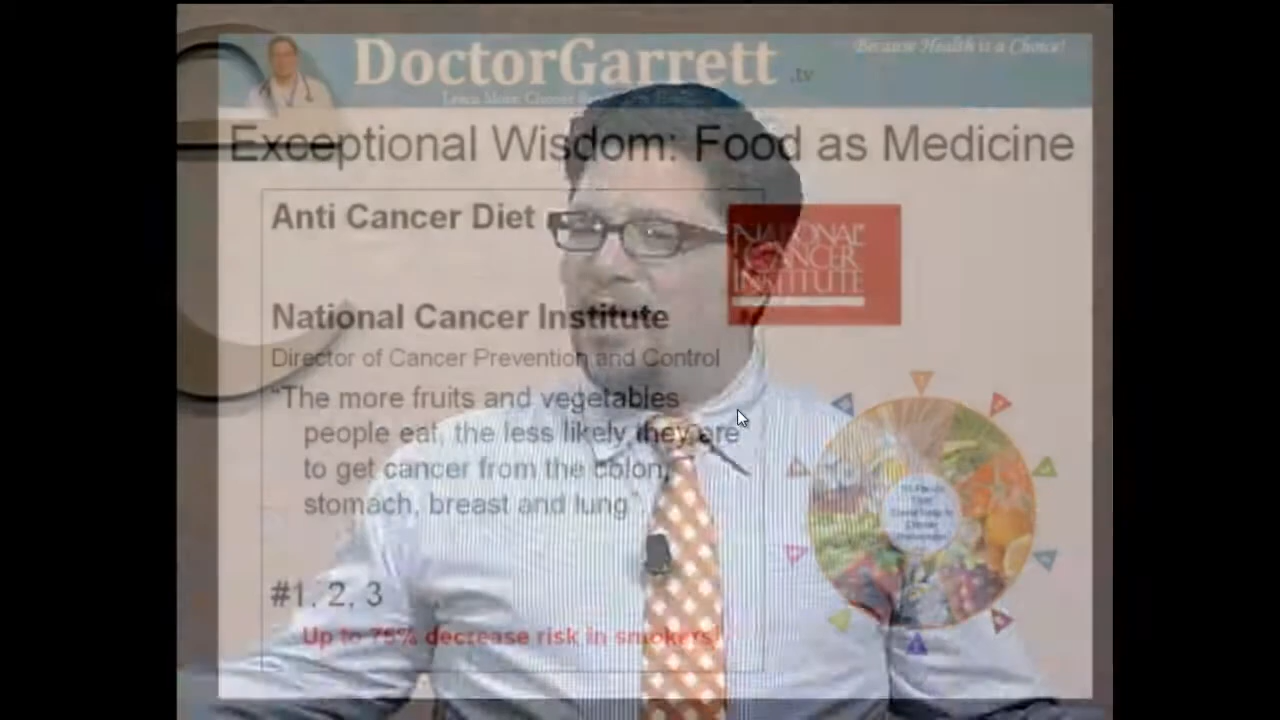 DoctorGarrett .tv
Because Health is a Choice!
Exceptional Wisdom: Food as Medicine
Anti Cancer Diet
NATIONAL
CANCER
INSTITUTE
National Cancer Institute
Director of Cancer Prevention and Control
“The more fruits and vegetables
people eat, the less likely they are
to get cancer from the colon,
stomach, breast and lung”.
#1, 2, 3
Up to 75% decrease risk in smokers!